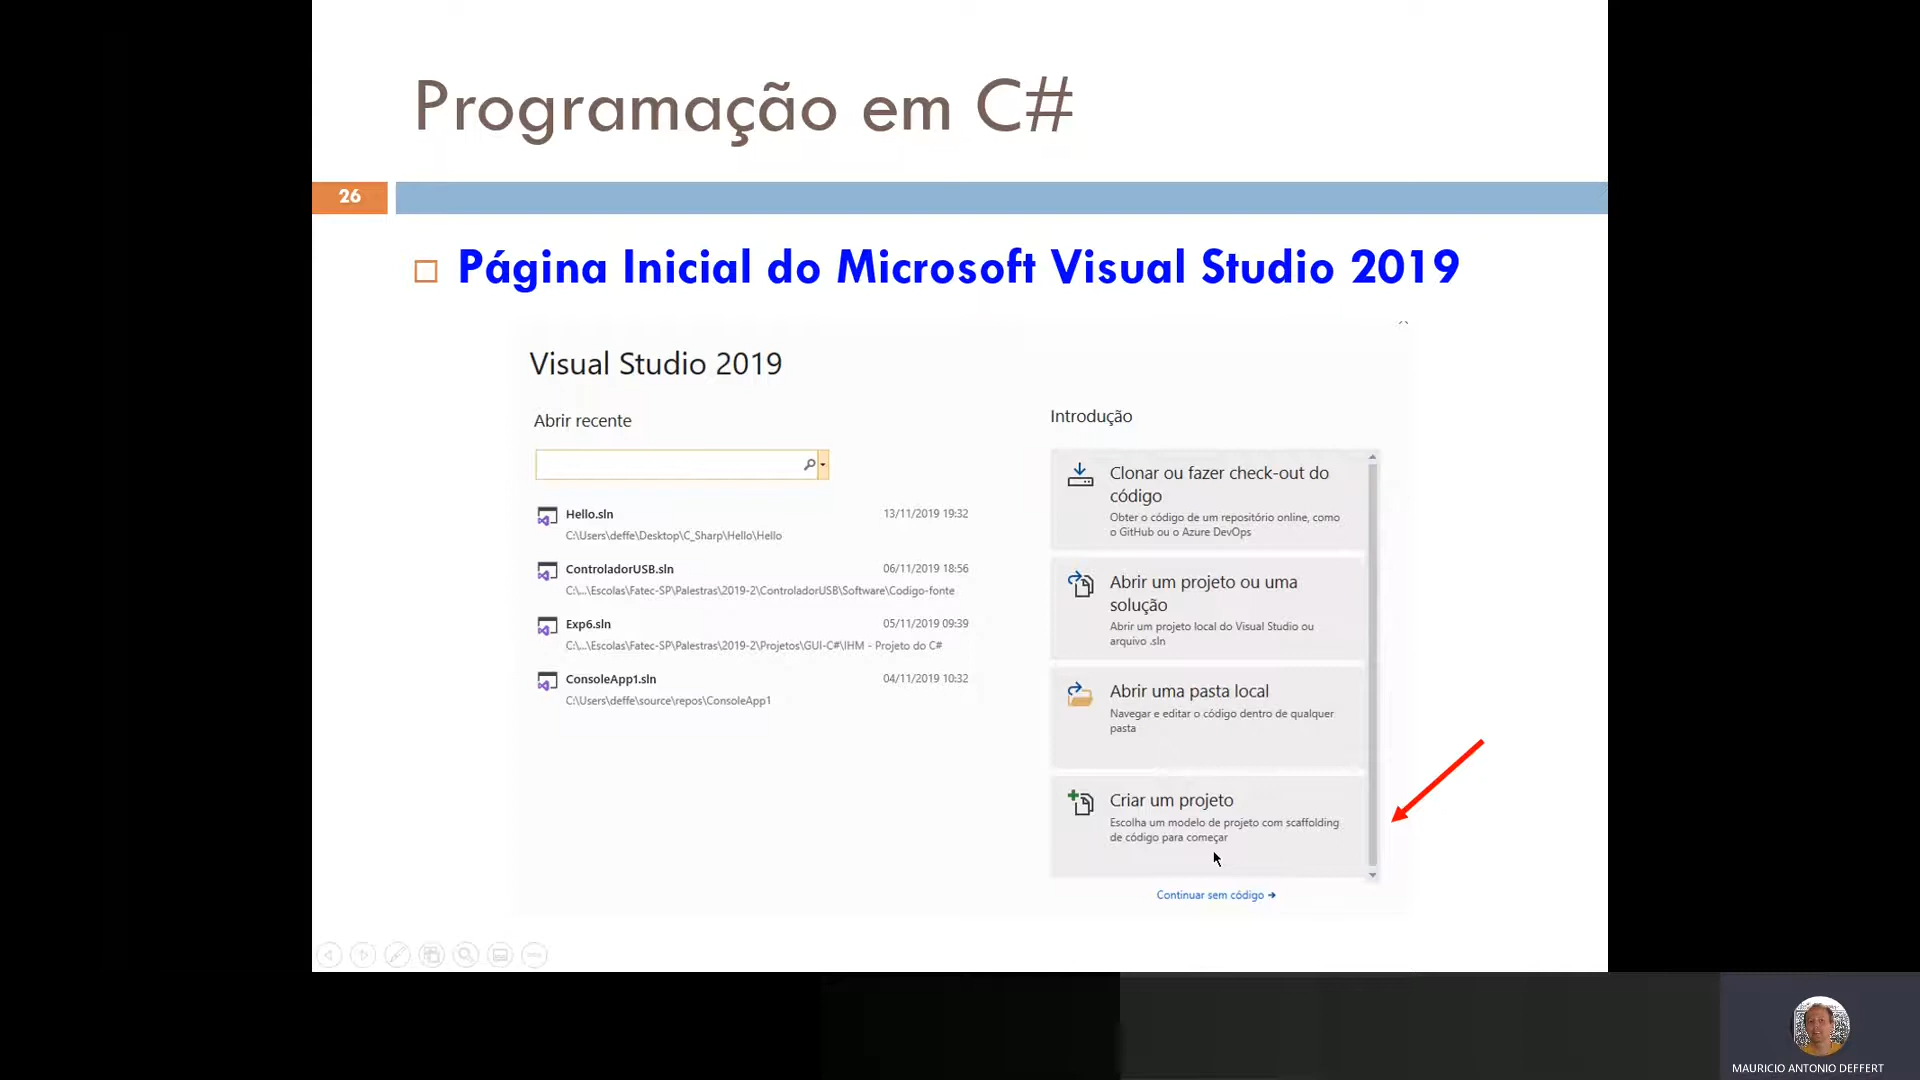 Programação em C#
26
Página Inicial do Microsoft Visual Studio 2019
Visual Studio 2019
Abrir recente
Hello.sln 13/11/2019 19:32
C:\Users\deffe\Desktop\C_Sharp\Hello\Hello
ControladorUSB.sln 06/11/2019 18:56
C:\...\Escolas\Fatec-SP\Palestras\2019-2\ControladorUSB\Software\Codigo-fonte
Exp6.sln 05/11/2019 09:39
C:\...\Escolas\Fatec-SP\Palestras\2019-2\Projetos\GUI-C#\IHM - Projeto do C#
ConsoleApp1.sln 04/11/2019 10:32
C:\Users\deffe\source\repos\ConsoleApp1
Introdução
Clonar ou fazer check-out do
código
Obter o código de um repositório online, como
o GitHub ou o Azure DevOps
Abrir um projeto ou uma
solução
Abrir um projeto local do Visual Studio ou
arquivo .sln
Abrir uma pasta local
Navegar e editar o código dentro de qualquer
pasta
Criar um projeto
Escolha um modelo de projeto com scaffolding
de código para começar
Continuar sem código →
MAURICIO ANTONIO DEFFERT